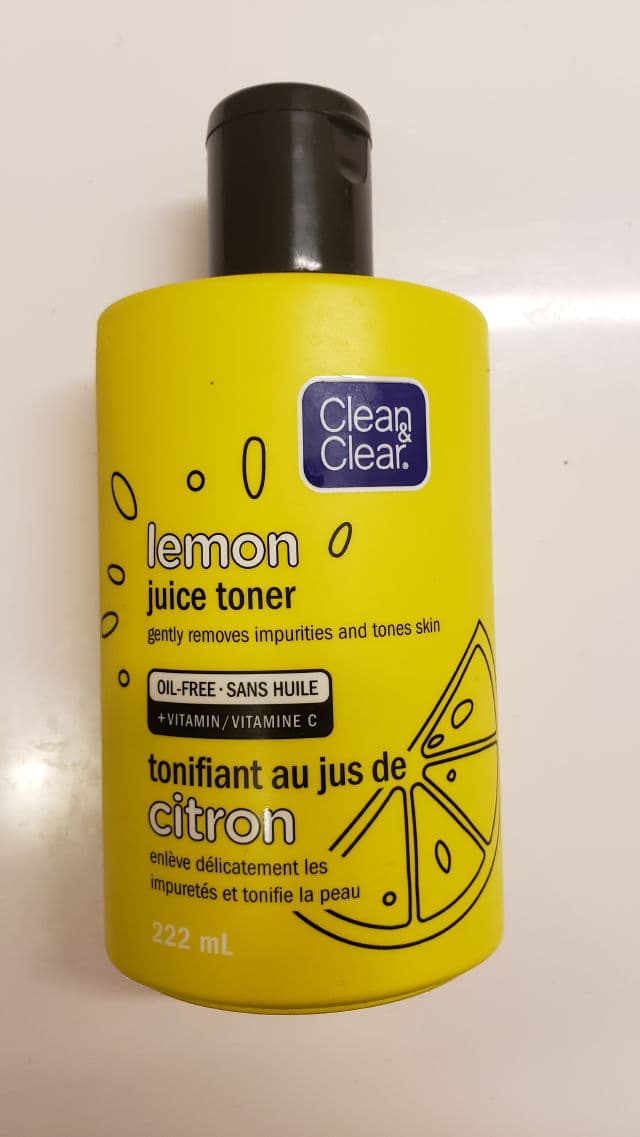 Clean
& Clear.
lemon
juice toner
gently removes impurities and tones skin
OIL-FREE · SANS HUILE
+ VITAMIN / VITAMINE C
tonifiant au jus de
citron
enlève délicatement les
impuretés et tonifie la peau
222 mL